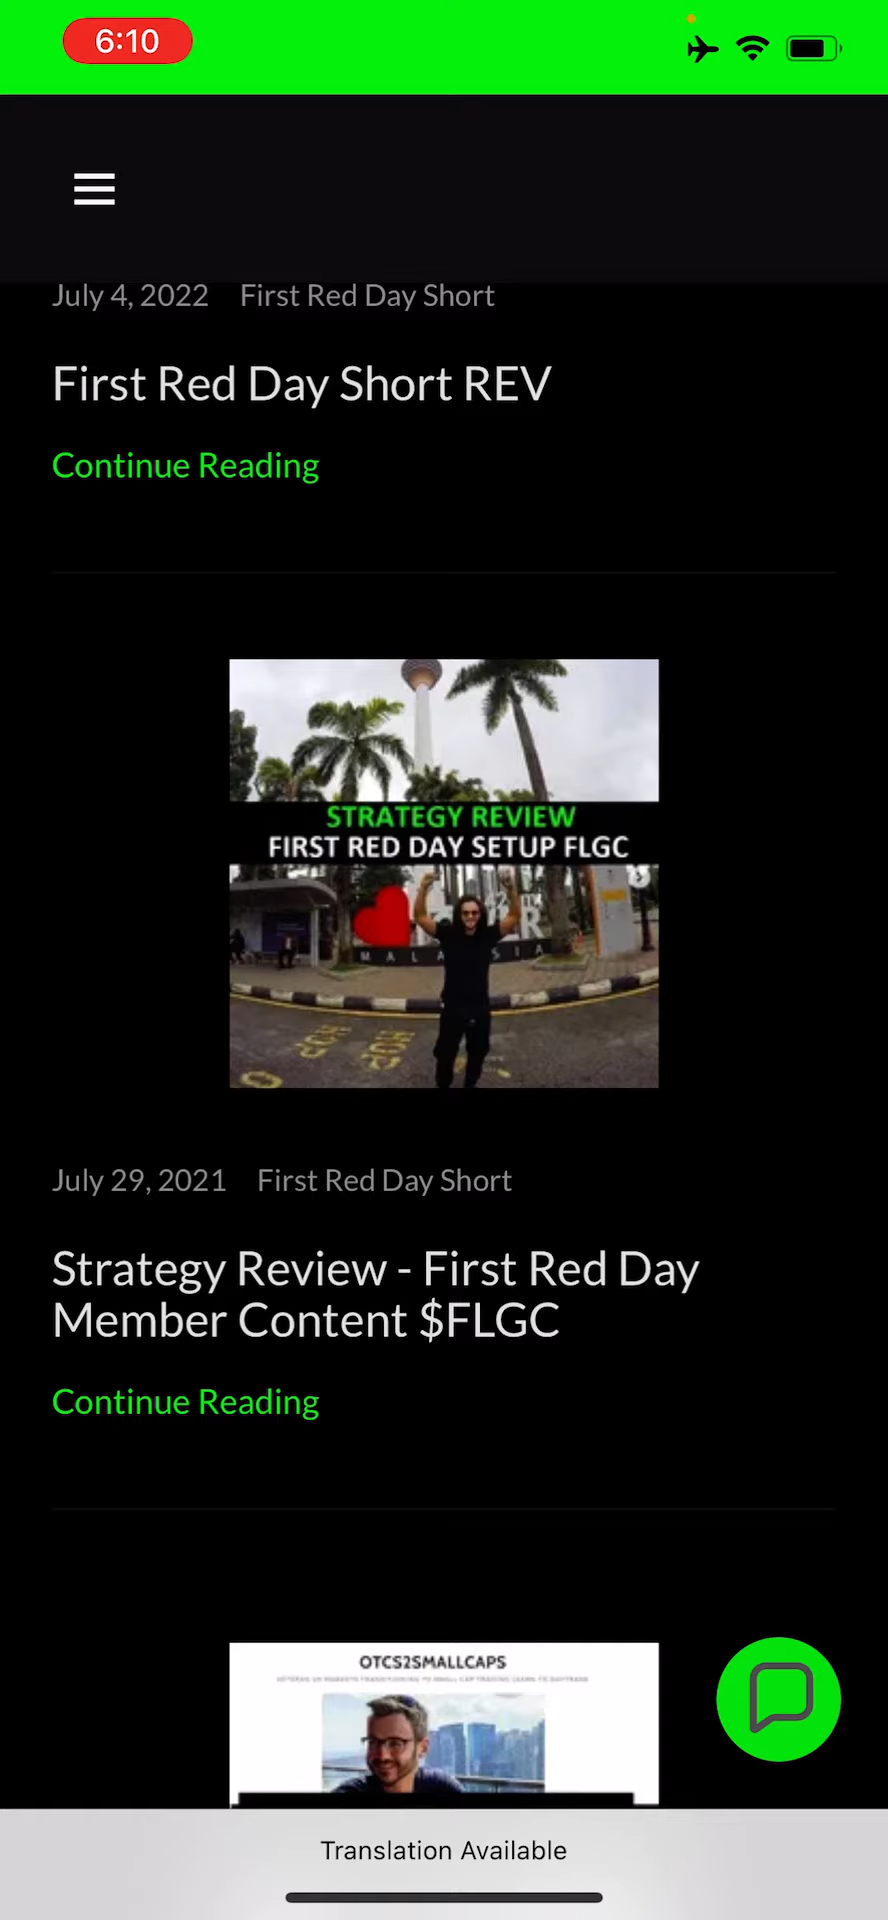 6:10
July 4, 2022 First Red Day Short
First Red Day Short REV
Continue Reading
STRATEGY REVIEW
FIRST RED DAY SETUP FLGC
MALAYSIA
July 29, 2021 First Red Day Short
Strategy Review - First Red Day
Member Content $FLGC
Continue Reading
OTCS2SMALLCAPS
Translation Available